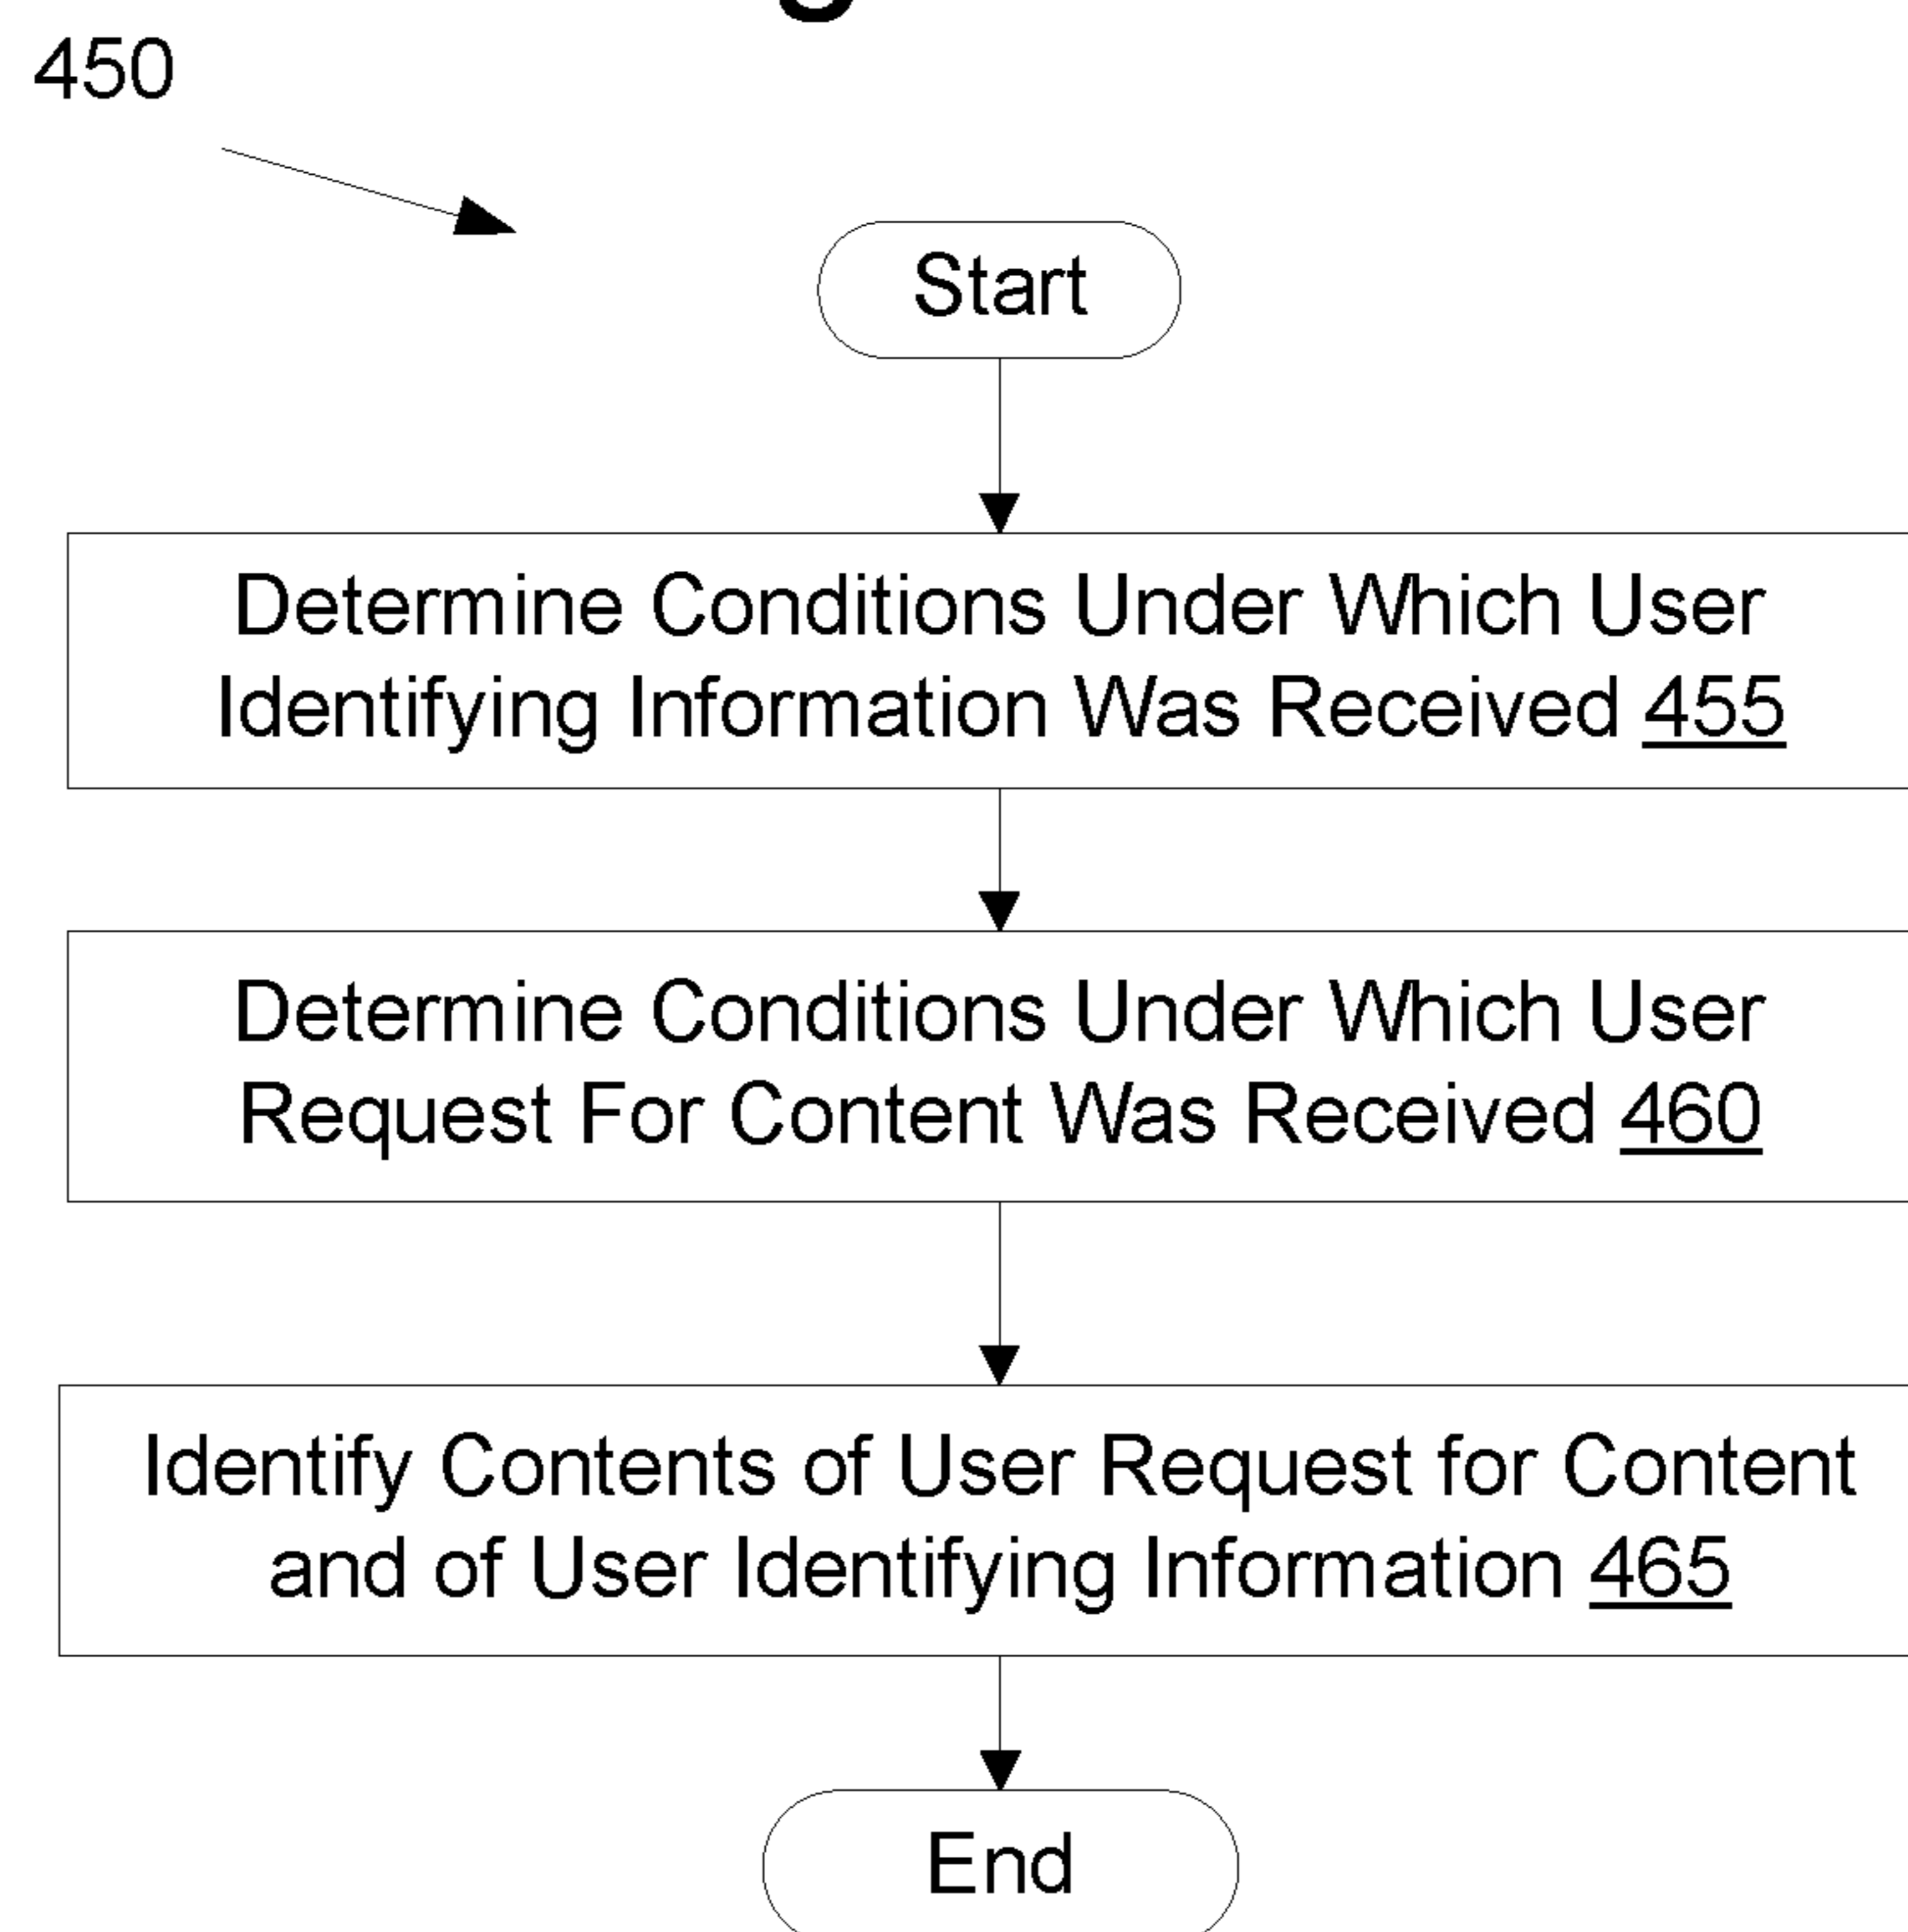 450
Start
Determine Conditions Under Which User
Identifying Information Was Received 455
Determine Conditions Under Which User
Request For Content Was Received 460
Identify Contents of User Request for Content
and of User Identifying Information 465
End